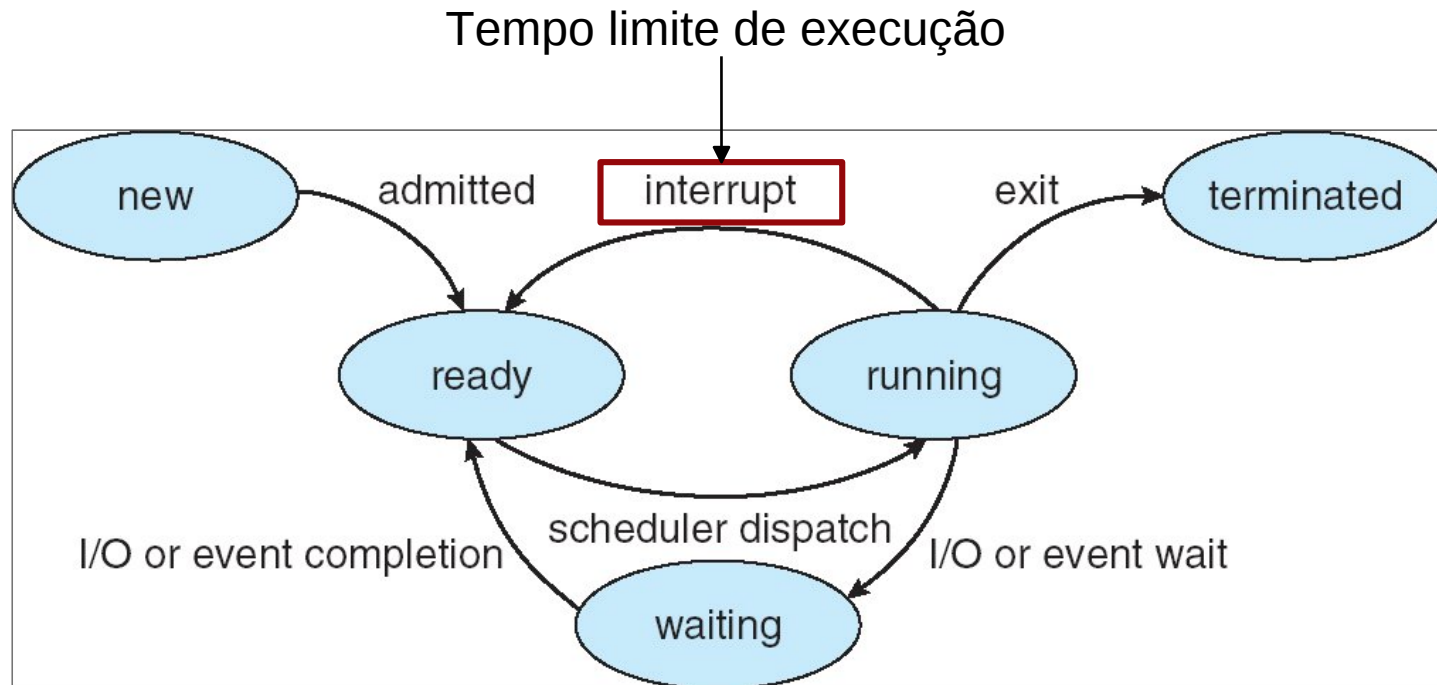 Tempo limite de execução
new
admitted
interrupt
exit
terminated
ready
running
scheduler dispatch
I/O or event completion
I/O or event wait
waiting